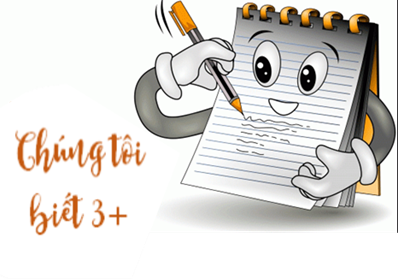 Chúng tôi
biết 3+